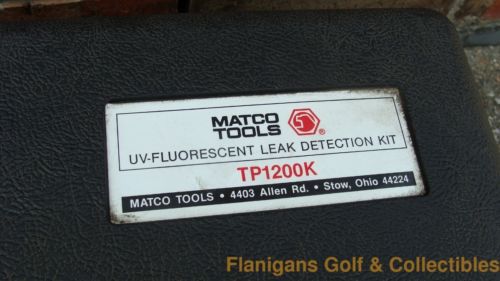 MATCO
TOOLS 5 ®
UV-FLUORESCENT LEAK DETECTION KIT
TP1200K
MATCO TOOLS • 4403 Allen Rd. • Stow, Ohio 44224
Flanigans Golf & Collectibles